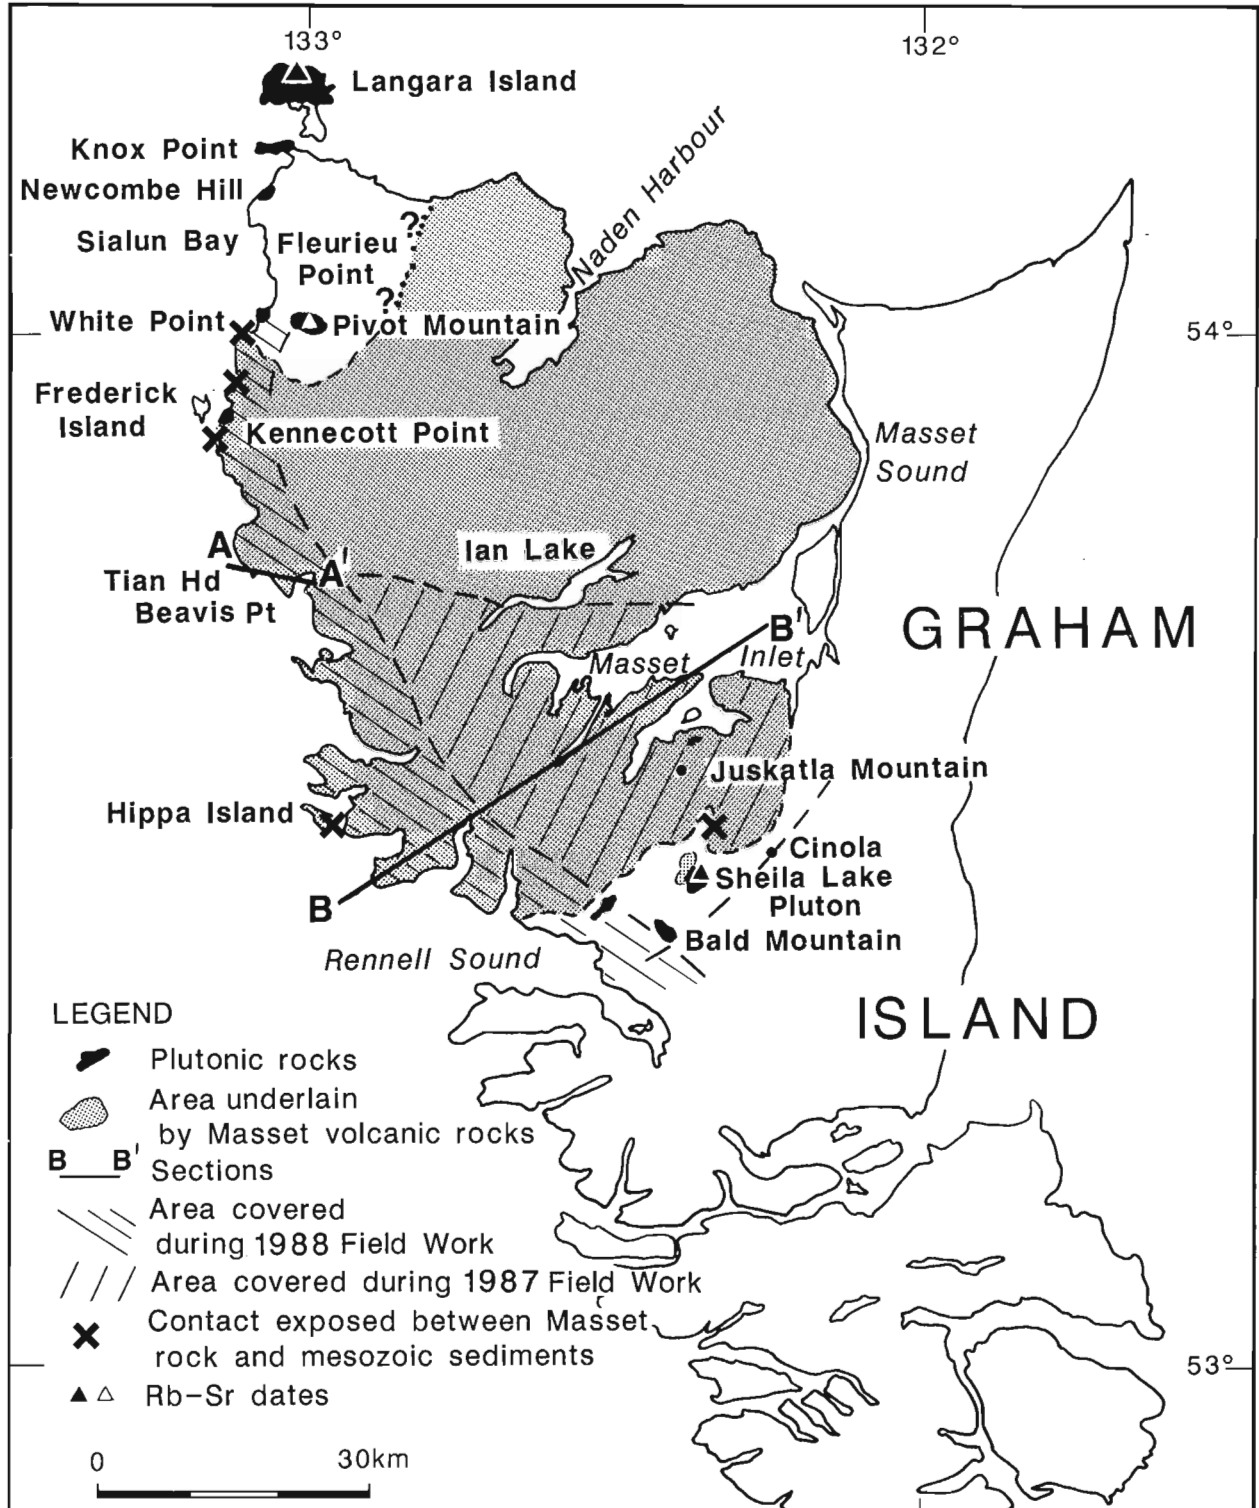 133°
132°
Langara Island
Knox Point
Newcombe Hill
Naden Harbour
Sialun Bay
Fleurieu
Point
?
?
White Point
Pivot Mountain
54°
Frederick
Island
Kennecott Point
Masset
Sound
A
Ian Lake
A'
Tian Hd
Beavis Pt
GRAHAM
B'
Masset Inlet
Juskatla Mountain
Hippa Island
Cinola
Sheila Lake
Pluton
B
Bald Mountain
Rennell Sound
ISLAND
LEGEND
Plutonic rocks
Area underlain
by Masset volcanic rocks
B B'
Sections
Area covered
during 1988 Field Work
Area covered during 1987 Field Work
Contact exposed between Masset
rock and mesozoic sediments
53°
Rb-Sr dates
0 30km